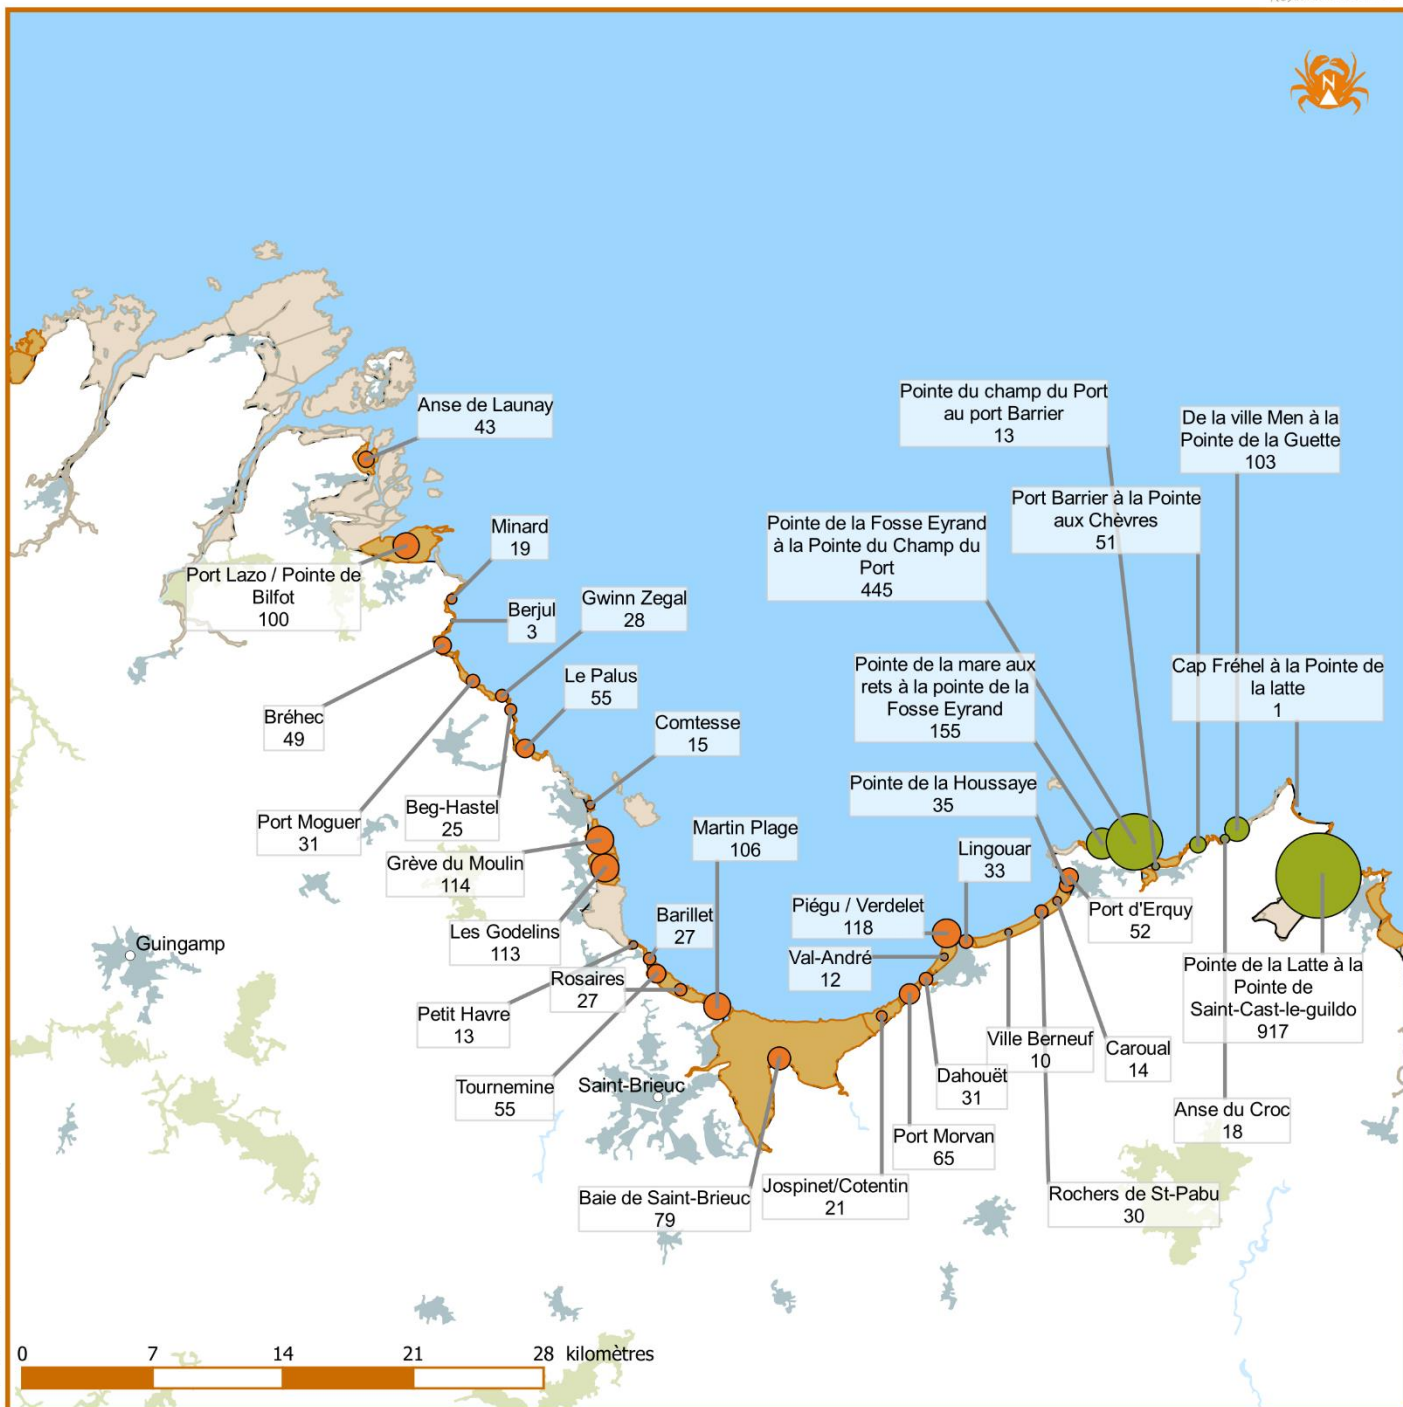 N
Anse de Launay
43
Pointe du champ du Port
au port Barrier
13
De la ville Men à la
Pointe de la Guette
103
Port Barrier à la Pointe
aux Chèvres
51
Pointe de la Fosse Eyrand
à la Pointe du Champ du
Port
445
Minard
19
Port Lazo / Pointe de
Bilfot
100
Gwinn Zegal
28
Berjul
3
Le Palus
55
Pointe de la mare aux
rets à la pointe de la
Fosse Eyrand
155
Cap Fréhel à la Pointe de
la latte
1
Bréhec
49
Comtesse
15
Pointe de la Houssaye
35
Port Moguer
31
Beg-Hastel
25
Martin Plage
106
Lingouar
33
Grève du Moulin
114
Les Godelins
113
Barillet
27
Piégu / Verdelet
118
Port d'Erquy
52
Guingamp
Val-André
12
Rosaires
27
Petit Havre
13
Pointe de la Latte à la
Pointe de
Saint-Cast-le-guildo
917
Ville Berneuf
10
Caroual
14
Tournemine
55
Saint-Brieuc
Dahouët
31
Anse du Croc
18
Port Morvan
65
Baie de Saint-Brieuc
79
Jospinet/Cotentin
21
Rochers de St-Pabu
30
0 7 14 21 28 kilomètres